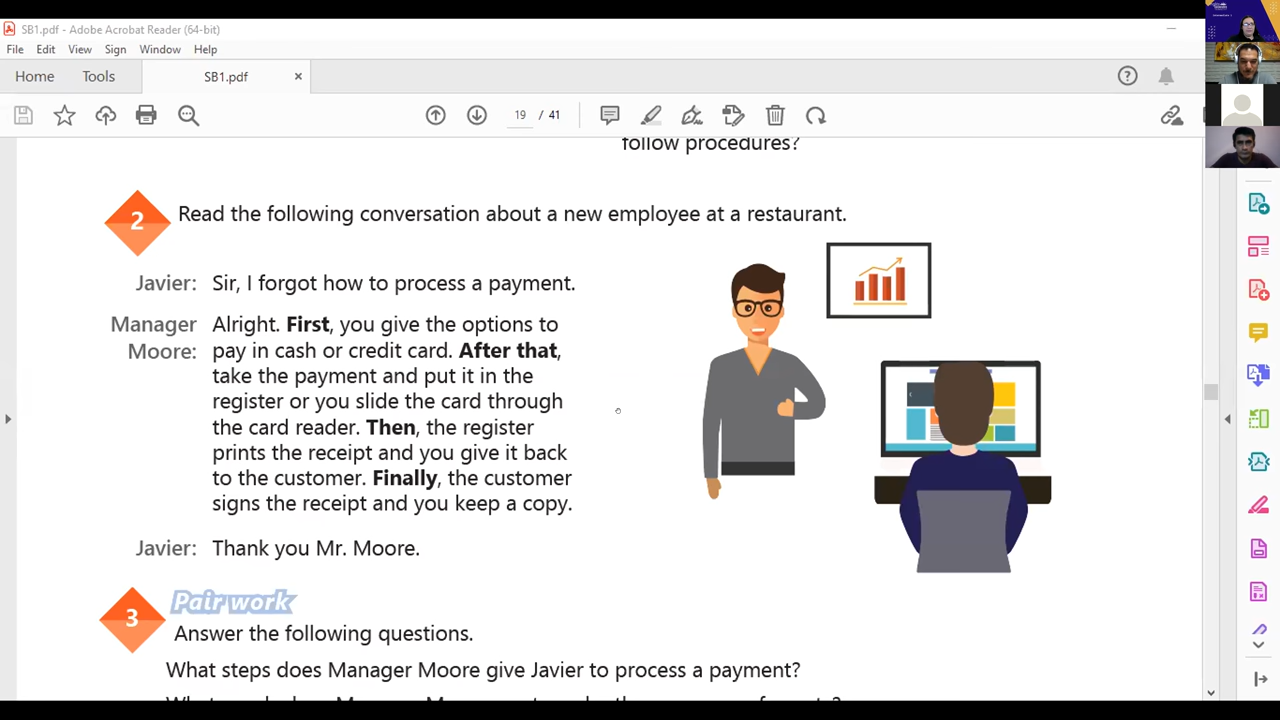 SB1.pdf - Adobe Acrobat Reader (64-bit)
File Edit View Sign Window Help
Home Tools SB1.pdf ×
19 / 41
follow procedures?
2 Read the following conversation about a new employee at a restaurant.
Javier: Sir, I forgot how to process a payment.
Manager Moore: Alright. First, you give the options to
pay in cash or credit card. After that,
take the payment and put it in the
register or you slide the card through
the card reader. Then, the register
prints the receipt and you give it back
to the customer. Finally, the customer
signs the receipt and you keep a copy.
Javier: Thank you Mr. Moore.
3 Pair work
Answer the following questions.
What steps does Manager Moore give Javier to process a payment?